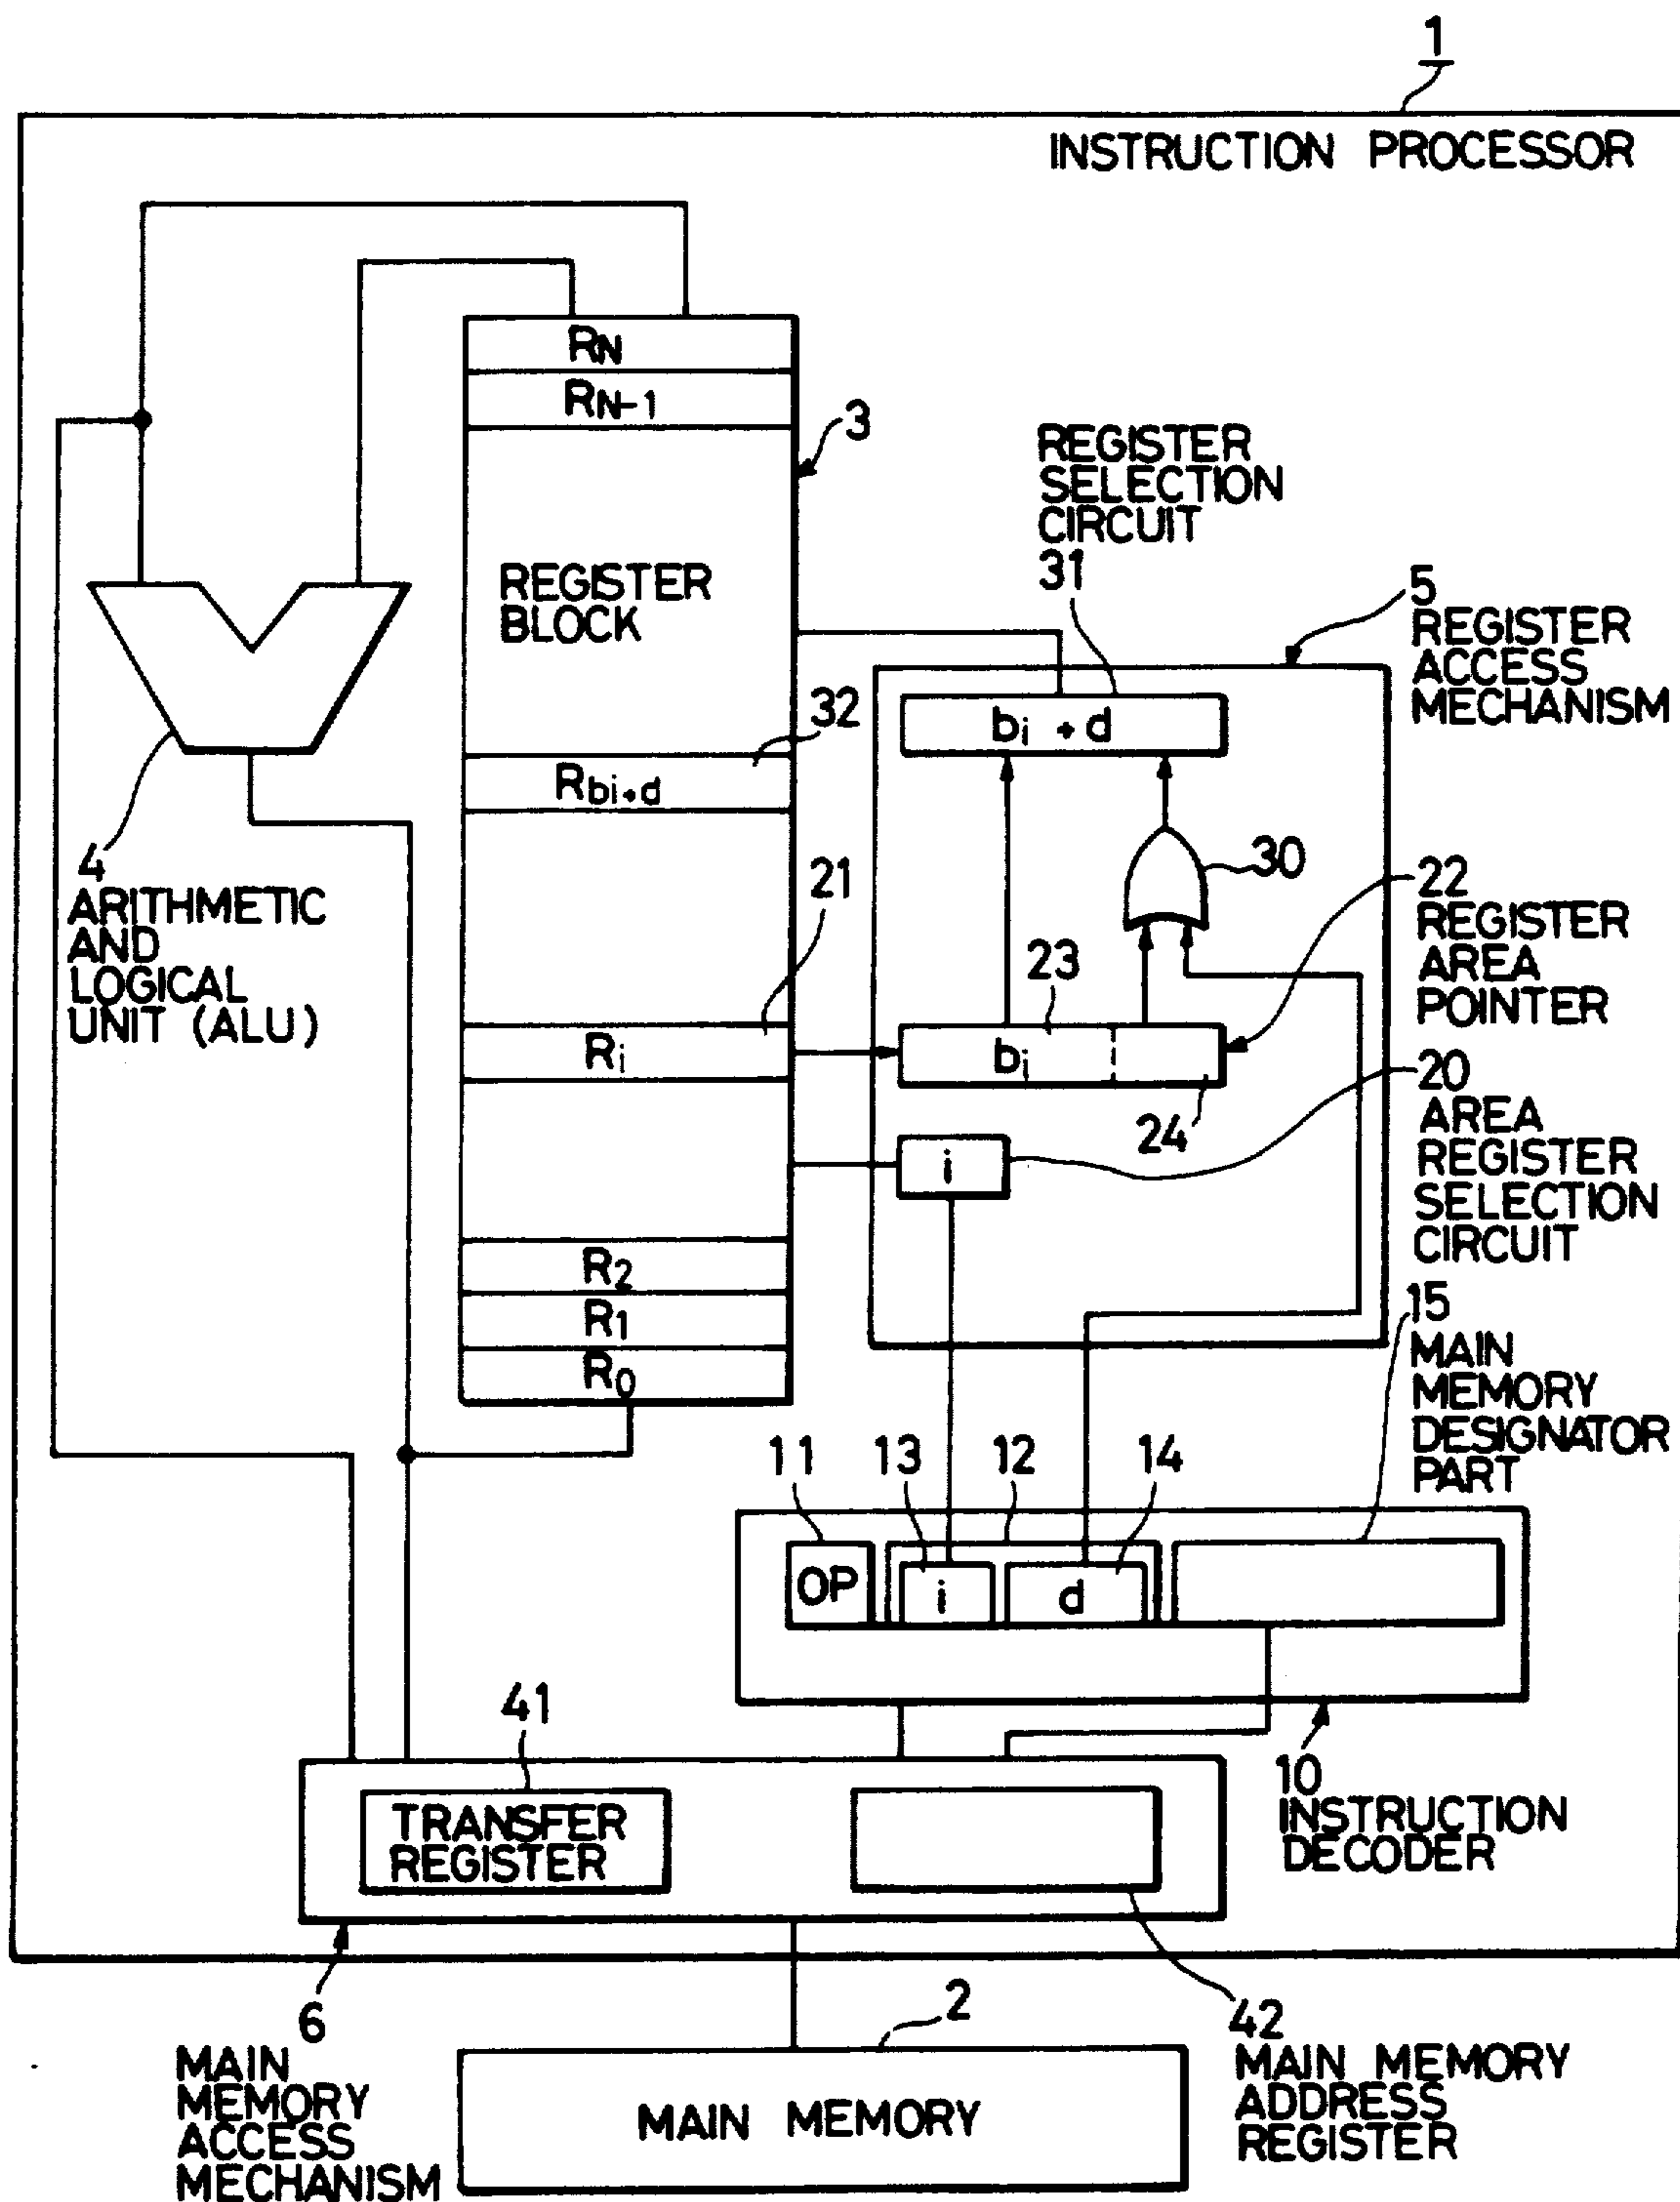 1
INSTRUCTION PROCESSOR
RN
RN-1
3
REGISTER
SELECTION
CIRCUIT
31
REGISTER
BLOCK
5
REGISTER
ACCESS
MECHANISM
32
bi + d
Rbi+d
4
ARITHMETIC
AND
LOGICAL
UNIT (ALU)
21
30
22
REGISTER
AREA
POINTER
23
Ri
bi
24
20
AREA
REGISTER
SELECTION
CIRCUIT
i
R2
R1
R0
15
MAIN
MEMORY
DESIGNATOR
PART
11
13
12
14
OP
i
d
41
TRANSFER
REGISTER
10
INSTRUCTION
DECODER
6
MAIN
MEMORY
ACCESS
MECHANISM
2
MAIN MEMORY
42
MAIN MEMORY
ADDRESS
REGISTER